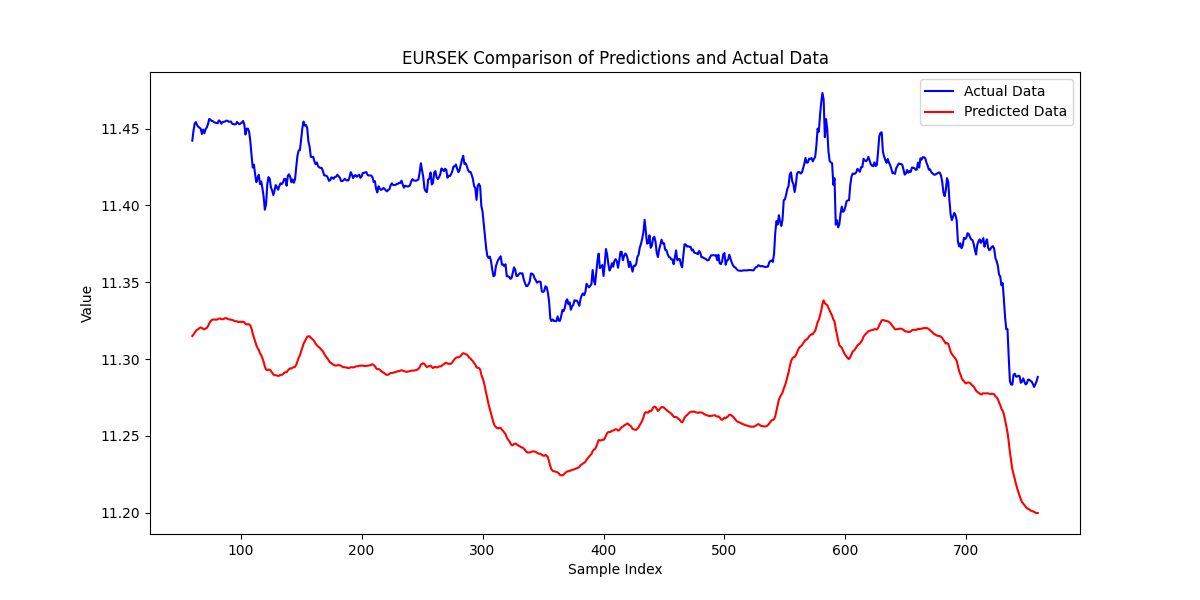 EURSEK Comparison of Predictions and Actual Data
Actual Data
Predicted Data
Value
11.45
11.40
11.35
11.30
11.25
11.20
100 200 300 400 500 600 700
Sample Index